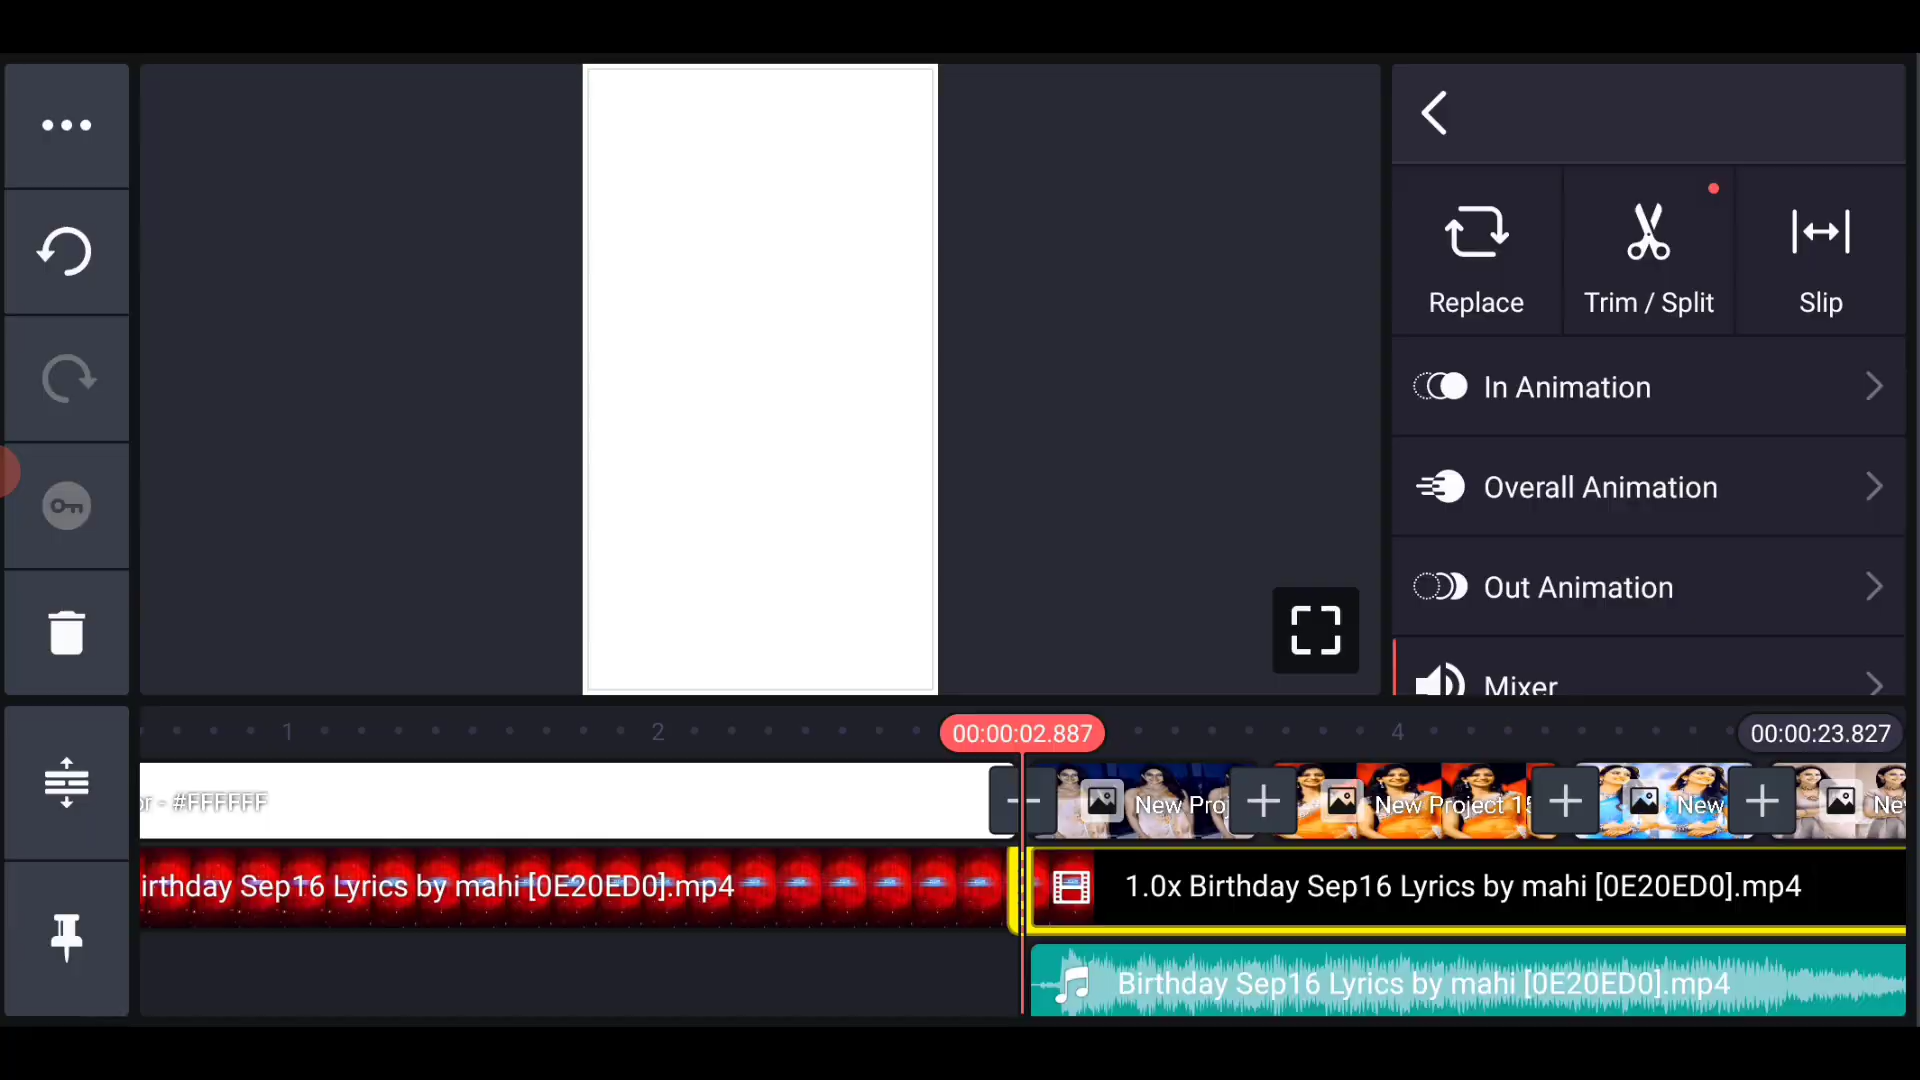 Replace
Trim / Split
Slip
In Animation
Overall Animation
Out Animation
Mixer
1
2
00:00:02.887
4
00:00:23.827
or - #FFFFFF
New Pro
New Project 15
New
Ne
irthday Sep16 Lyrics by mahi [0E20ED0].mp4
1.0x Birthday Sep16 Lyrics by mahi [0E20ED0].mp4
Birthday Sep16 Lyrics by mahi [0E20ED0].mp4